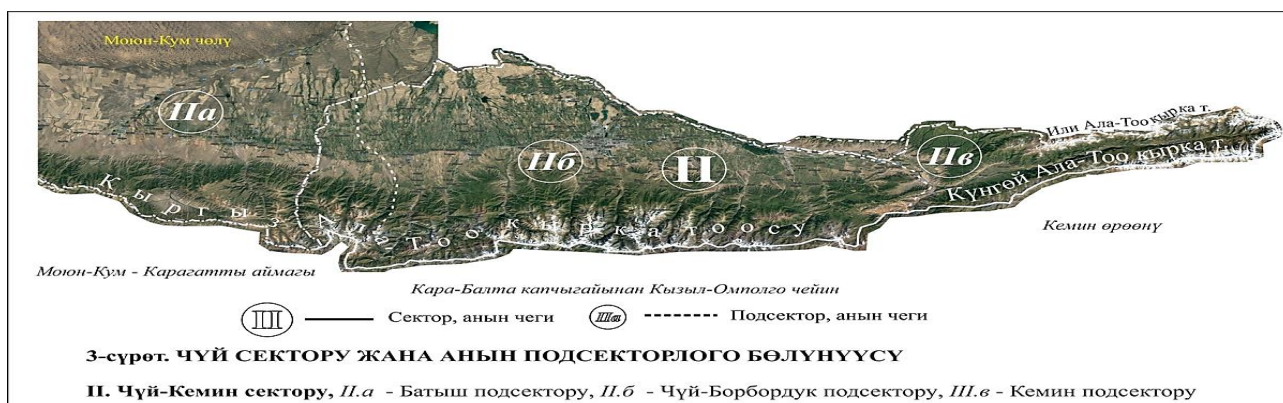 Моюн-Кум чөлү
IIа
IIб
II
IIв
Или Ала-Тоо кырка т.
Күнгөй Ала-Тоо кырка т.
Кыргыз Ала Тоо кырка тоосу
Кемин өрөөнү
Моюн-Кум - Карагатты аймагы
Кара-Балта капчыгайынан Кызыл-Омполго чейин
III Сектор, анын чеги IIа Подсектор, анын чеги
3-сүрөт. ЧҮЙ СЕКТОРУ ЖАНА АНЫН ПОДСЕКТОРЛОГО БӨЛҮНҮҮСҮ
II. Чүй-Кемин сектору, II.а - Батыш подсектору, II.б - Чүй-Борбордук подсектору, III.в - Кемин подсектору